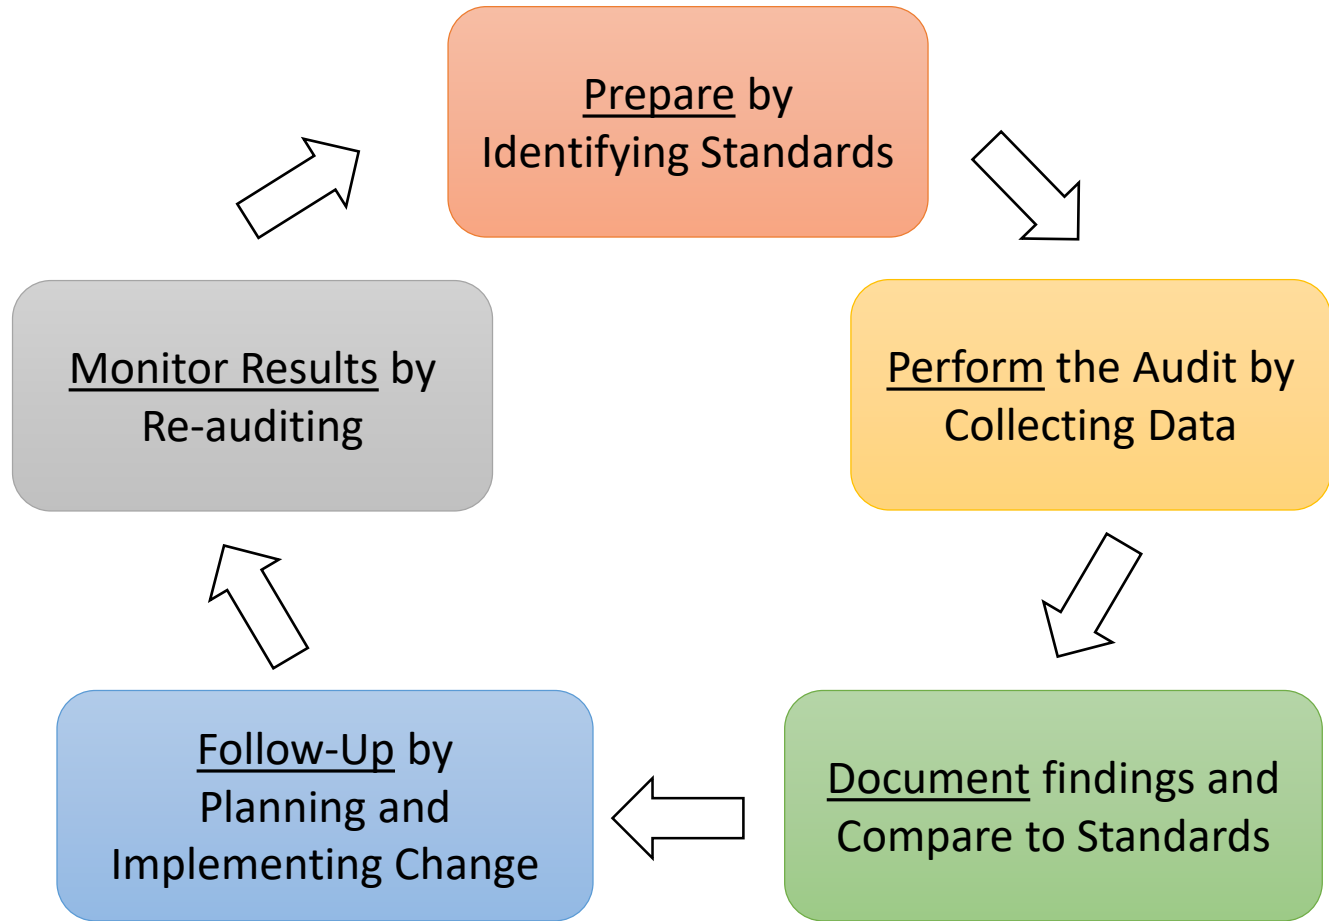 Prepare by
Identifying Standards
Perform the Audit by
Collecting Data
Document findings and
Compare to Standards
Follow-Up by
Planning and
Implementing Change
Monitor Results by
Re-auditing